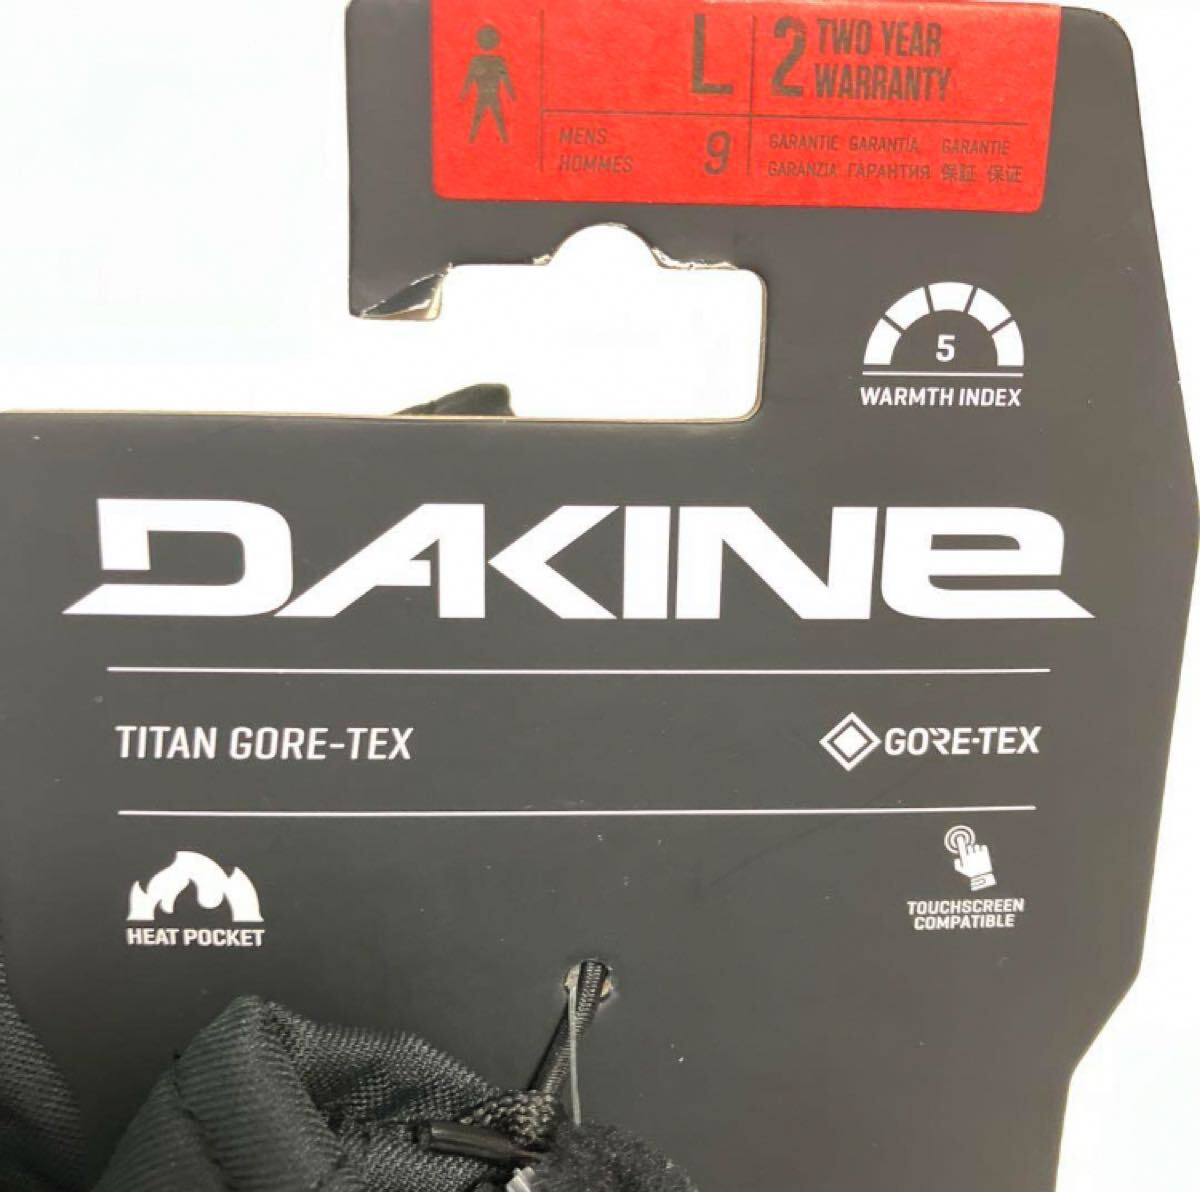 L
2 TWO YEAR
WARRANTY
MENS
HOMMES
9
GARANTIE GARANTÍA GARANTIE
GARANZIA ГАРАНТИЯ 保証 保证
5
WARMTH INDEX
DAKINE
TITAN GORE-TEX
GORE-TEX
HEAT POCKET
TOUCHSCREEN
COMPATIBLE